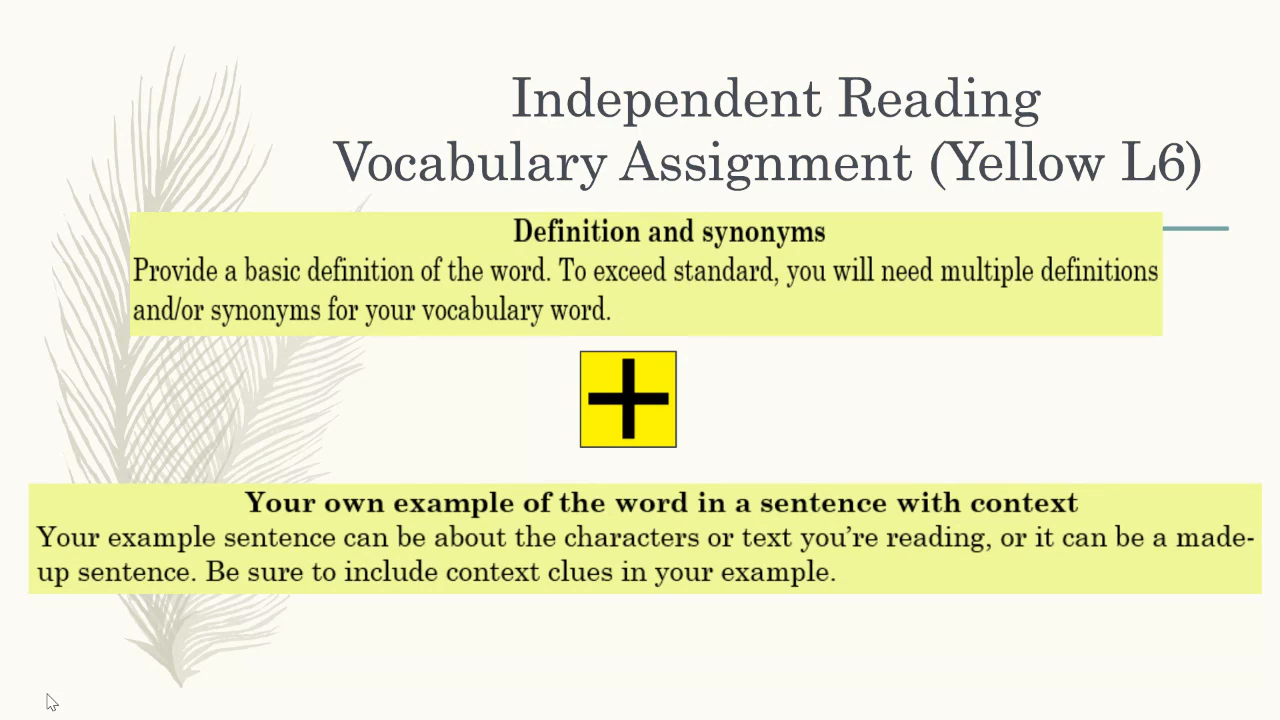 Independent Reading
Vocabulary Assignment (Yellow L6)
Definition and synonyms
Provide a basic definition of the word. To exceed standard, you will need multiple definitions
and/or synonyms for your vocabulary word.
Your own example of the word in a sentence with context
Your example sentence can be about the characters or text you’re reading, or it can be a made-
up sentence. Be sure to include context clues in your example.